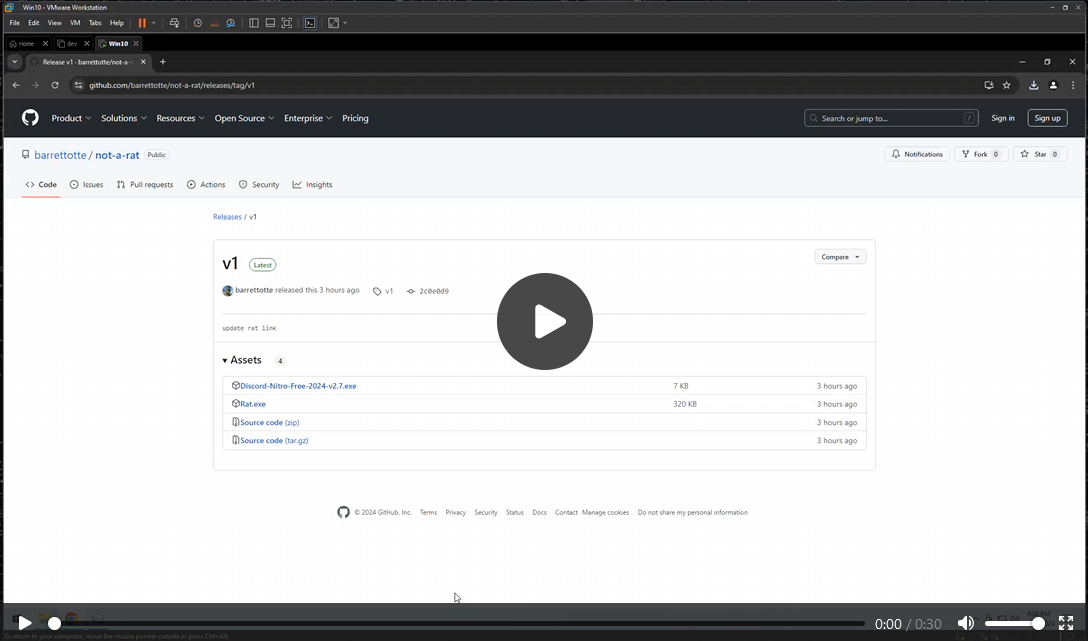 Win10 - VMware Workstation
File Edit View VM Tabs Help
Home dev Win10
Release v1 · barrettotte/not-a-
github.com/barrettotte/not-a-rat/releases/tag/v1
Product Solutions Resources Open Source Enterprise Pricing Search or jump to... / Sign in Sign up
barrettotte / not-a-rat Public Notifications Fork 0 Star 0
Code Issues Pull requests Actions Security Insights
Releases / v1
v1 Latest Compare
barrettotte released this 3 hours ago v1 2c0e0d9
update rat link
Assets 4
Discord-Nitro-Free-2024-v2.7.exe 7 KB 3 hours ago
Rat.exe 320 KB 3 hours ago
Source code (zip) 3 hours ago
Source code (tar.gz) 3 hours ago
© 2024 GitHub, Inc. Terms Privacy Security Status Docs Contact Manage cookies Do not share my personal information
0:00 / 0:30
To return to your computer, move the mouse pointer outside or press Ctrl+Alt.